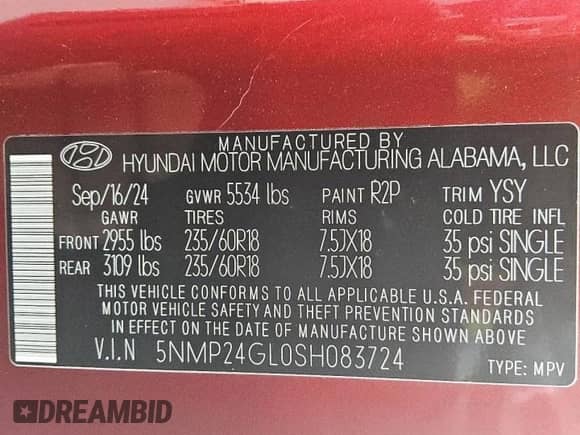 MANUFACTURED BY
HYUNDAI MOTOR MANUFACTURING ALABAMA, LLC
Sep/16/24 GVWR 5534 lbs PAINT R2P TRIM YSY
GAWR TIRES RIMS COLD TIRE INFL
FRONT 2955 lbs 235/60R18 7.5JX18 35 psi SINGLE
REAR 3109 lbs 235/60R18 7.5JX18 35 psi SINGLE
THIS VEHICLE CONFORMS TO ALL APPLICABLE U.S.A. FEDERAL
MOTOR VEHICLE SAFETY AND THEFT PREVENTION STANDARDS
IN EFFECT ON THE DATE OF MANUFACTURE SHOWN ABOVE.
V.I.N 5NMP24GL0SH083724 TYPE: MPV
DREAMBID